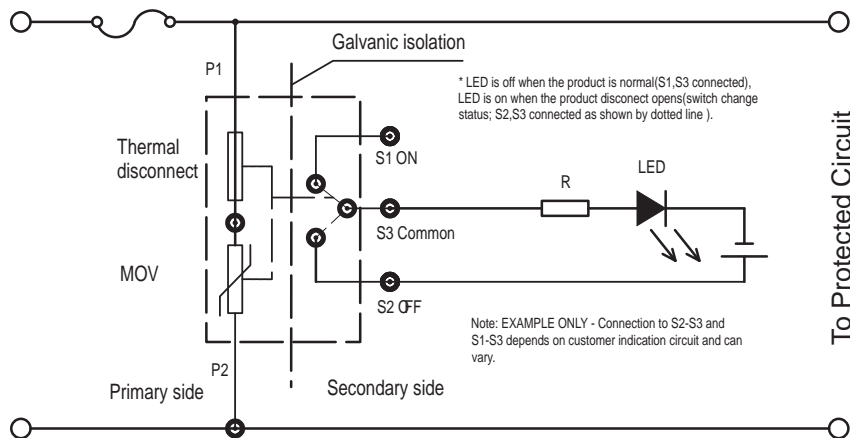 Galvanic isolation
P1
* LED is off when the product is normal(S1,S3 connected),
LED is on when the product disconect opens(switch change
status; S2,S3 connected as shown by dotted line ).
Thermal
disconnect
S1 ON
R
LED
S3 Common
MOV
S2 OFF
Note: EXAMPLE ONLY - Connection to S2-S3 and
S1-S3 depends on customer indication circuit and can
vary.
P2
Primary side
Secondary side
To Protected Circuit